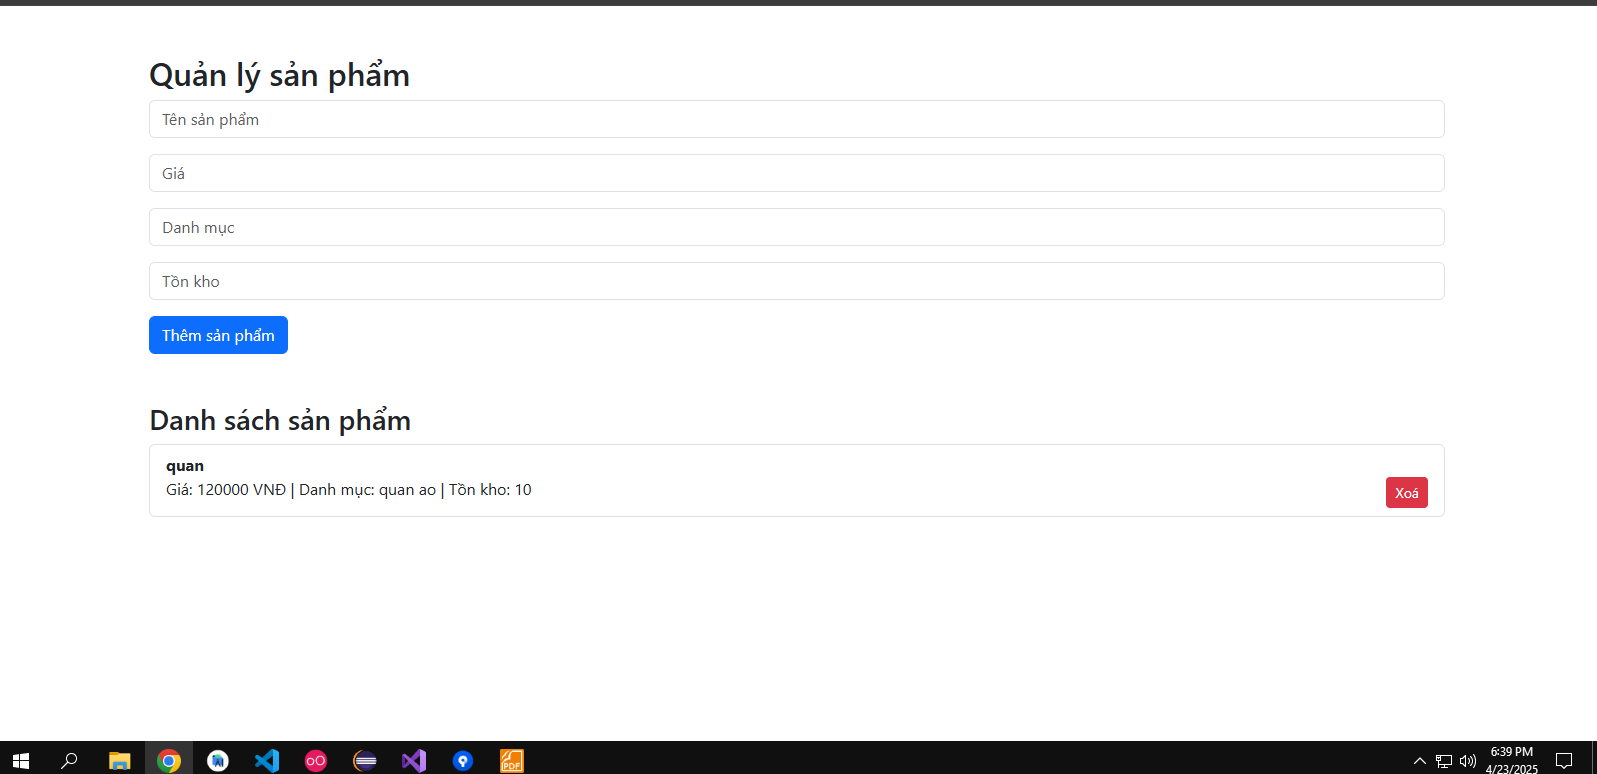 Quản lý sản phẩm
Tên sản phẩm
Giá
Danh mục
Tồn kho
Thêm sản phẩm
Danh sách sản phẩm
quan
Giá: 120000 VNĐ | Danh mục: quan ao | Tồn kho: 10
Xoá
PDF
6:39 PM
4/23/2025